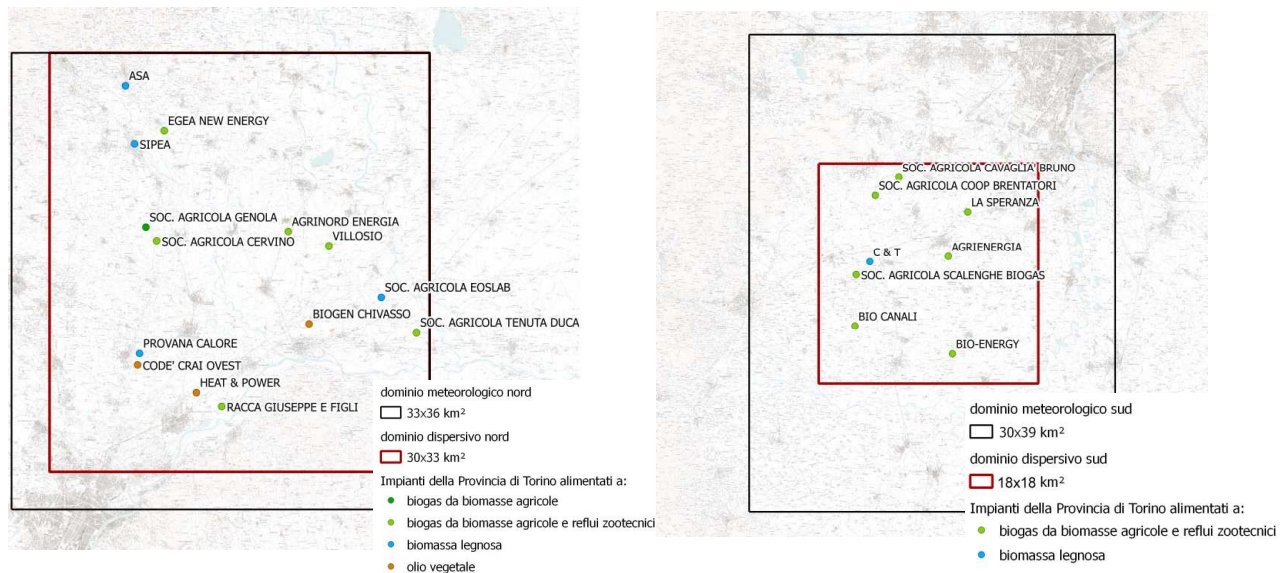 ASA
EGEA NEW ENERGY
SIPEA
SOC. AGRICOLA GENOLA
AGRINORD ENERGIA
SOC. AGRICOLA CERVINO
VILLOSIO
SOC. AGRICOLA EOSLAB
BIOGEN CHIVASSO
SOC. AGRICOLA TENUTA DUCA
PROVANA CALORE
CODE' CRAI OVEST
HEAT & POWER
RACCA GIUSEPPE E FIGLI
dominio meteorologico nord
33x36 km²
dominio dispersivo nord
30x33 km²
Impianti della Provincia di Torino alimentati a:
biogas da biomasse agricole
biogas da biomasse agricole e reflui zootecnici
biomassa legnosa
olio vegetale
SOC. AGRICOLA CAVAGLIA' BRUNO
SOC. AGRICOLA COOP BRENTATORI
LA SPERANZA
C & T
AGRIENERGIA
SOC. AGRICOLA SCALENGHE BIOGAS
BIO CANALI
BIO-ENERGY
dominio meteorologico sud
30x39 km²
dominio dispersivo sud
18x18 km²
Impianti della Provincia di Torino alimentati a:
biogas da biomasse agricole e reflui zootecnici
biomassa legnosa